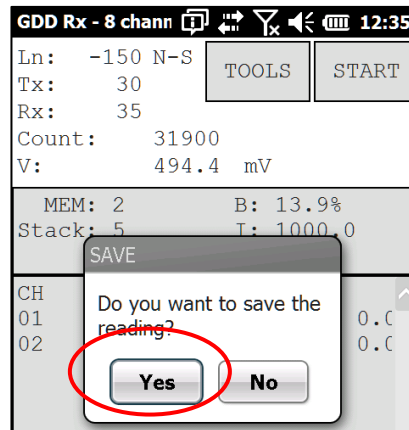 GDD Rx - 8 chann 12:35
Ln: -150 N-S
TOOLS START
Tx: 30
Rx: 35
Count: 31900
V: 494.4 mV
MEM: 2 B: 13.9%
Stack: 5 I: 1000.0
SAVE
CH
Do you want to save the
reading?
01 0.0
02 0.0
Yes No